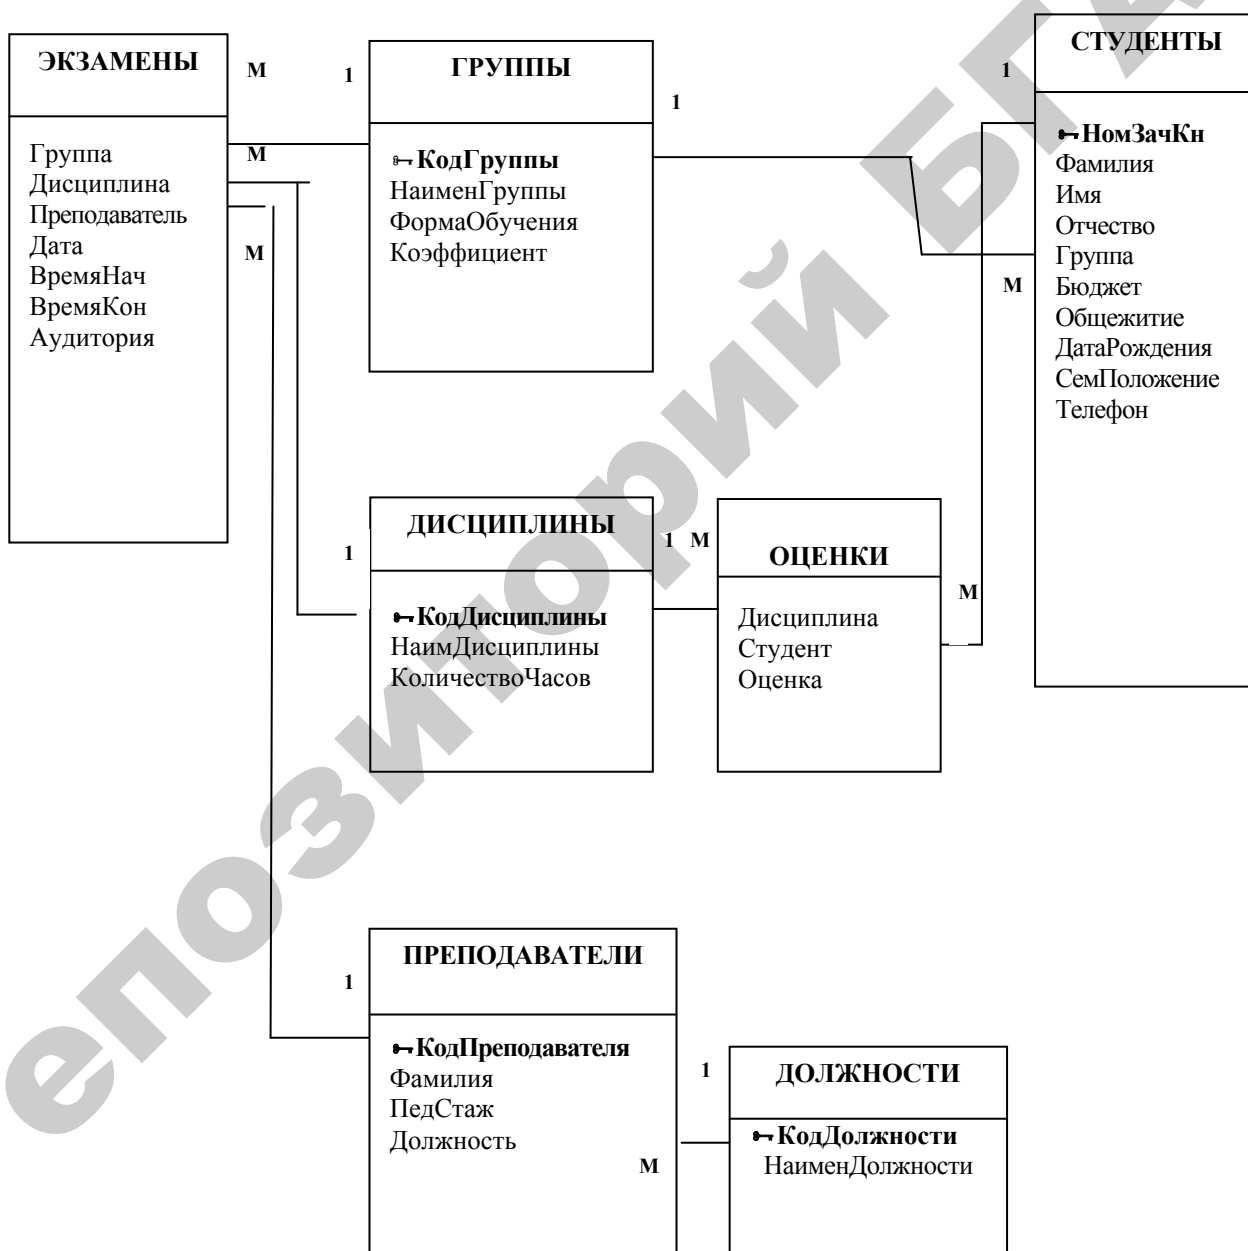 ЭКЗАМЕНЫ
Группа
Дисциплина
Преподаватель
Дата
ВремяНач
ВремяКон
Аудитория
М
1
М
М
ГРУППЫ
КодГруппы
НаименГруппы
ФормаОбучения
Коэффициент
1
1
М
СТУДЕНТЫ
НомЗачКн
Фамилия
Имя
Отчество
Группа
Бюджет
Общежитие
ДатаРождения
СемПоложение
Телефон
1
ДИСЦИПЛИНЫ
КодДисциплины
НаимДисциплины
КоличествоЧасов
1 М
ОЦЕНКИ
Дисциплина
Студент
Оценка
М
1
ПРЕПОДАВАТЕЛИ
КодПреподавателя
Фамилия
ПедСтаж
Должность
М
1
ДОЛЖНОСТИ
КодДолжности
НаименДолжности
епозиторий БГА